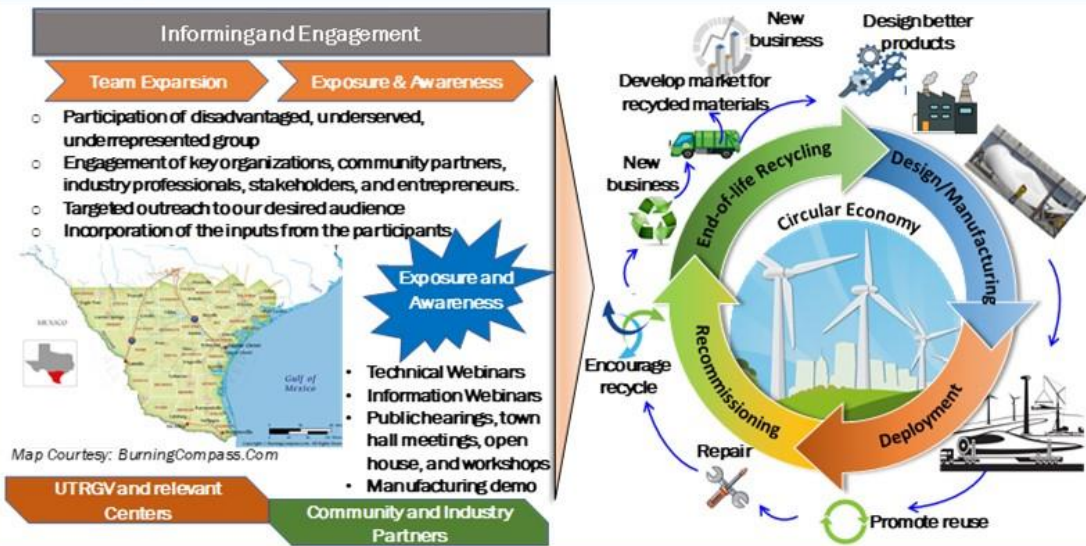 Informing and Engagement
Team Expansion
Exposure & Awareness
o Participation of disadvantaged, underserved,
underrepresented group
o Engagement of key organizations, community partners,
industry professionals, stakeholders, and entrepreneurs.
o Targeted outreach to our desired audience
o Incorporation of the inputs from the participants
MEXICO
Gulf of
Mexico
Map Courtesy: BurningCompass.Com
Exposure and
Awareness
• Technical Webinars
• Information Webinars
• Public hearings, town
hall meetings, open
house, and workshops
• Manufacturing demo
UTRGV and relevant
Centers
Community and Industry
Partners
New
business
Design better
products
Develop market for
recycled materials
New
business
End-of-life Recycling
Design/Manufacturing
Circular Economy
Encourage
recycle
Recommissioning
Deployment
Repair
Promote reuse